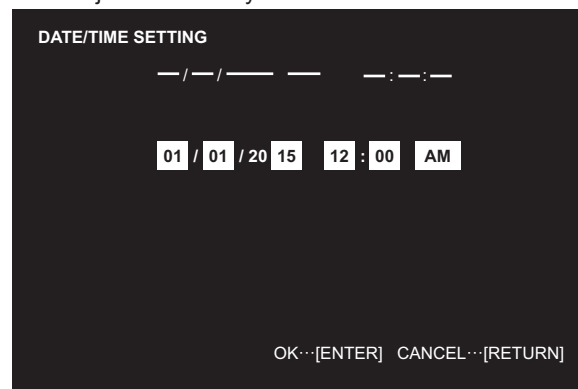 DATE/TIME SETTING
—/—/—— —— —:—:—
01 / 01 / 20 15 12 : 00 AM
OK···[ENTER] CANCEL···[RETURN]